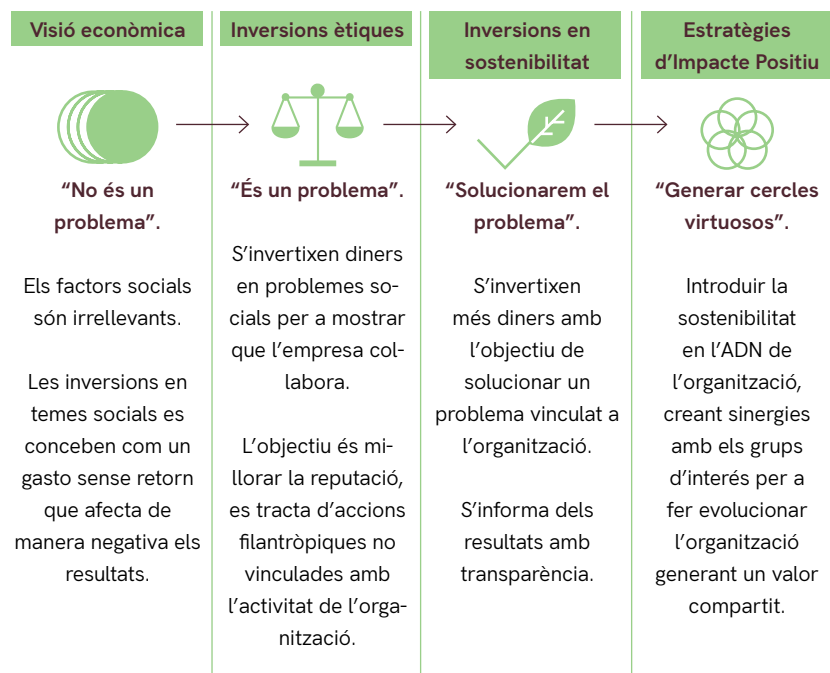 Visió econòmica
“No és un
problema”.
Els factors socials
són irrellevants.
Les inversions en
temes socials es
conceben com un
gasto sense retorn
que afecta de
manera negativa els
resultats.
Inversions ètiques
“És un problema”.
S’invertixen diners
en problemes so-
cials per a mostrar
que l’empresa col-
labora.
L’objectiu és mi-
llorar la reputació,
es tracta d’accions
filantròpiques no
vinculades amb
l’activitat de l’orga-
nització.
Inversions en
sostenibilitat
“Solucionarem el
problema”.
S’invertixen
més diners amb
l’objectiu de
solucionar un
problema vinculat a
l’organització.
S’informa dels
resultats amb
transparència.
Estratègies
d’Impacte Positiu
“Generar cercles
virtuosos”.
Introduir la
sostenibilitat
en l’ADN de
l’organització,
creant sinergies
amb els grups
d’interés per a
fer evolucionar
l’organització
generant un valor
compartit.